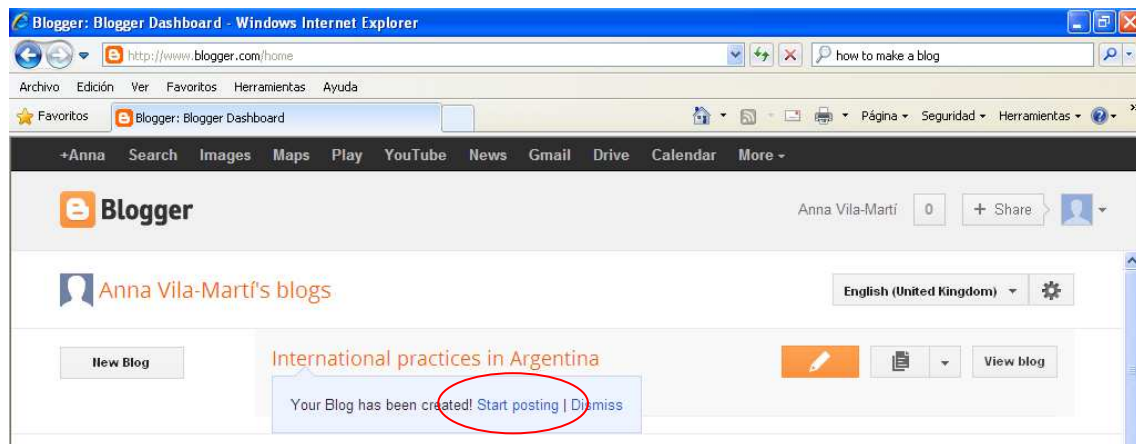 Blogger: Blogger Dashboard - Windows Internet Explorer
http://www.blogger.com/home
how to make a blog
Archivo Edición Ver Favoritos Herramientas Ayuda
Favoritos Blogger: Blogger Dashboard Página Seguridad Herramientas
+Anna Search Images Maps Play YouTube News Gmail Drive Calendar More
Blogger Anna Vila-Martí 0 + Share
Anna Vila-Martí's blogs English (United Kingdom)
New Blog International practices in Argentina View blog
Your Blog has been created! Start posting | Dismiss